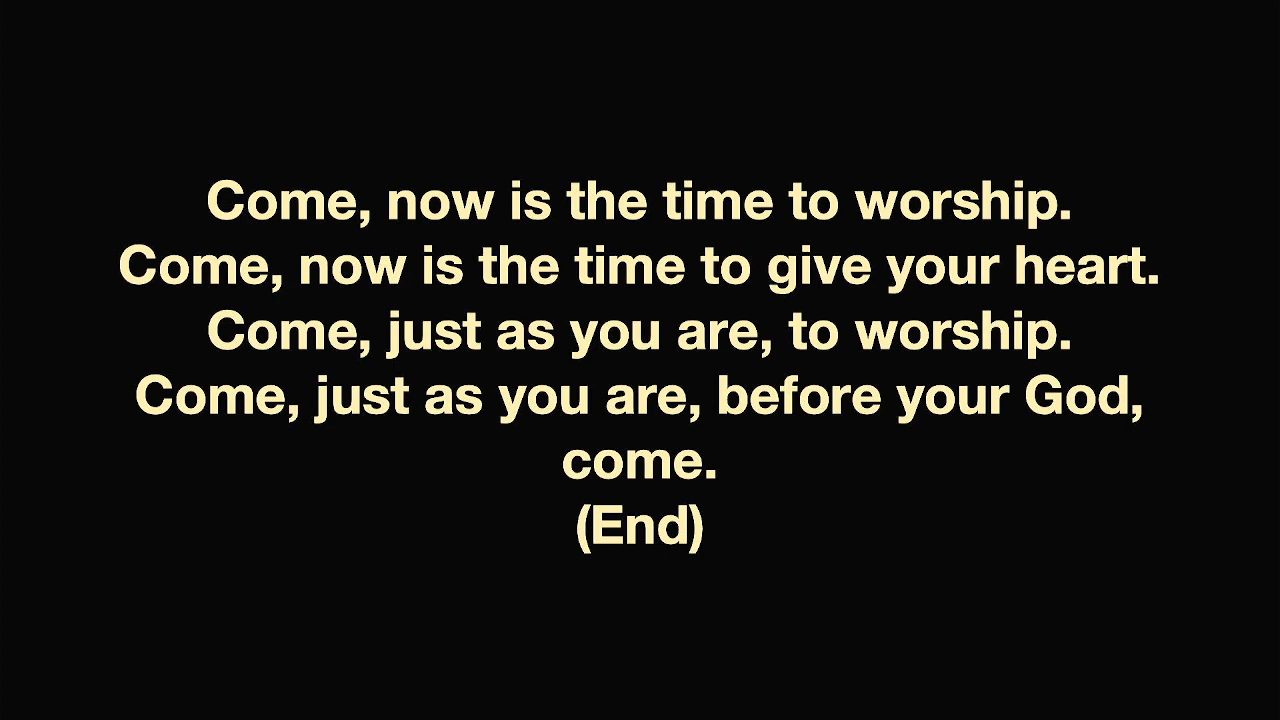 Come, now is the time to worship.
Come, now is the time to give your heart.
Come, just as you are, to worship.
Come, just as you are, before your God,
come.
(End)